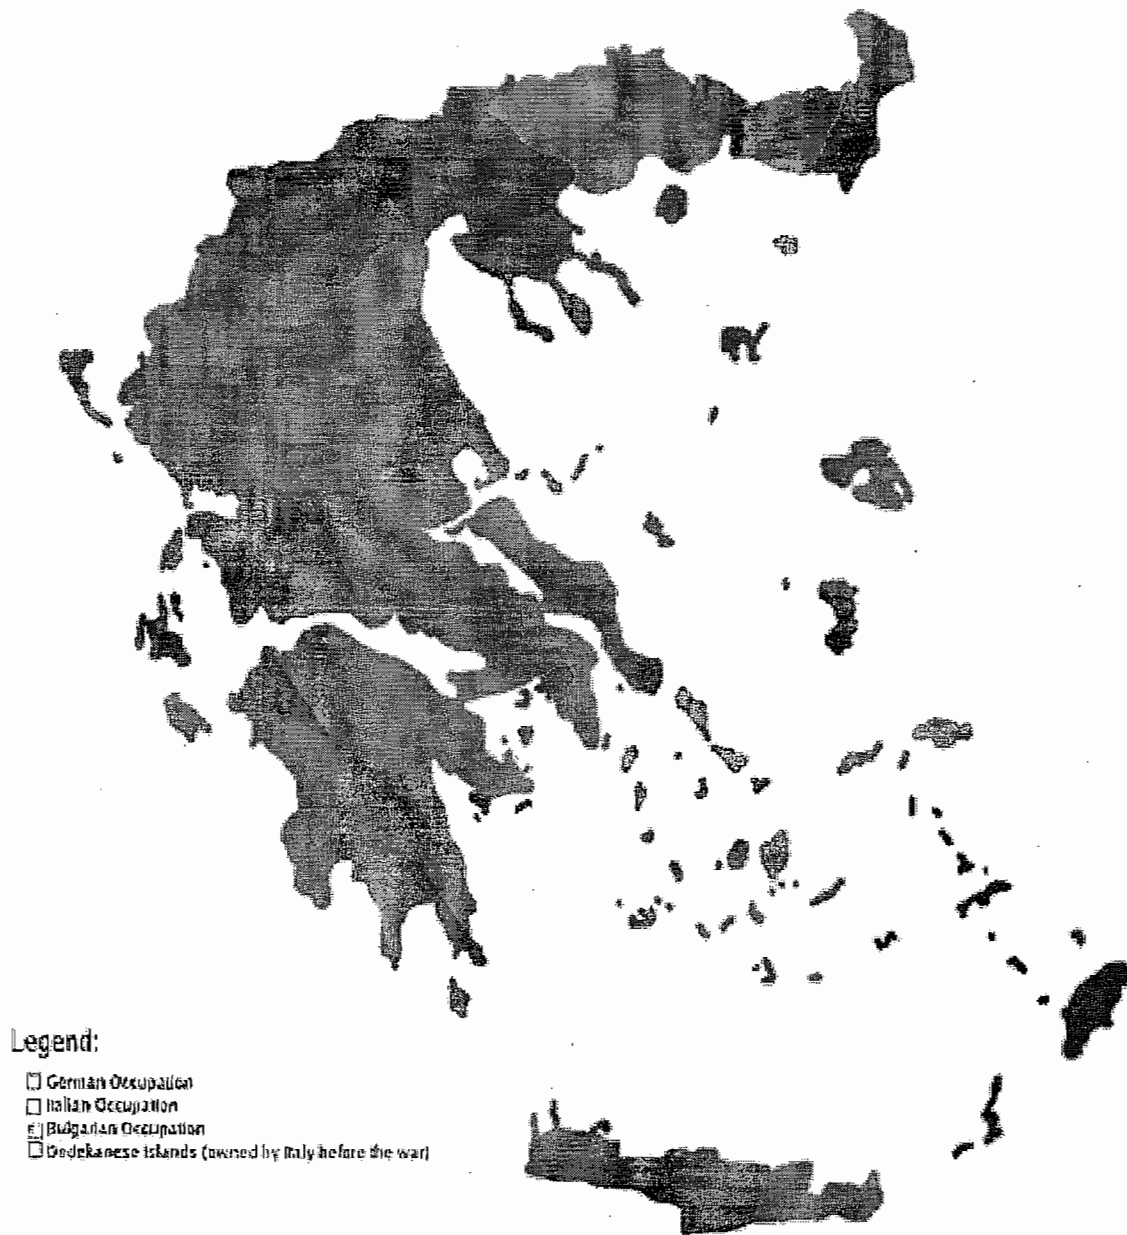 Legend:
German Occupation
Italian Occupation
Bulgarian Occupation
Dodekanese Islands (owned by Italy before the war)